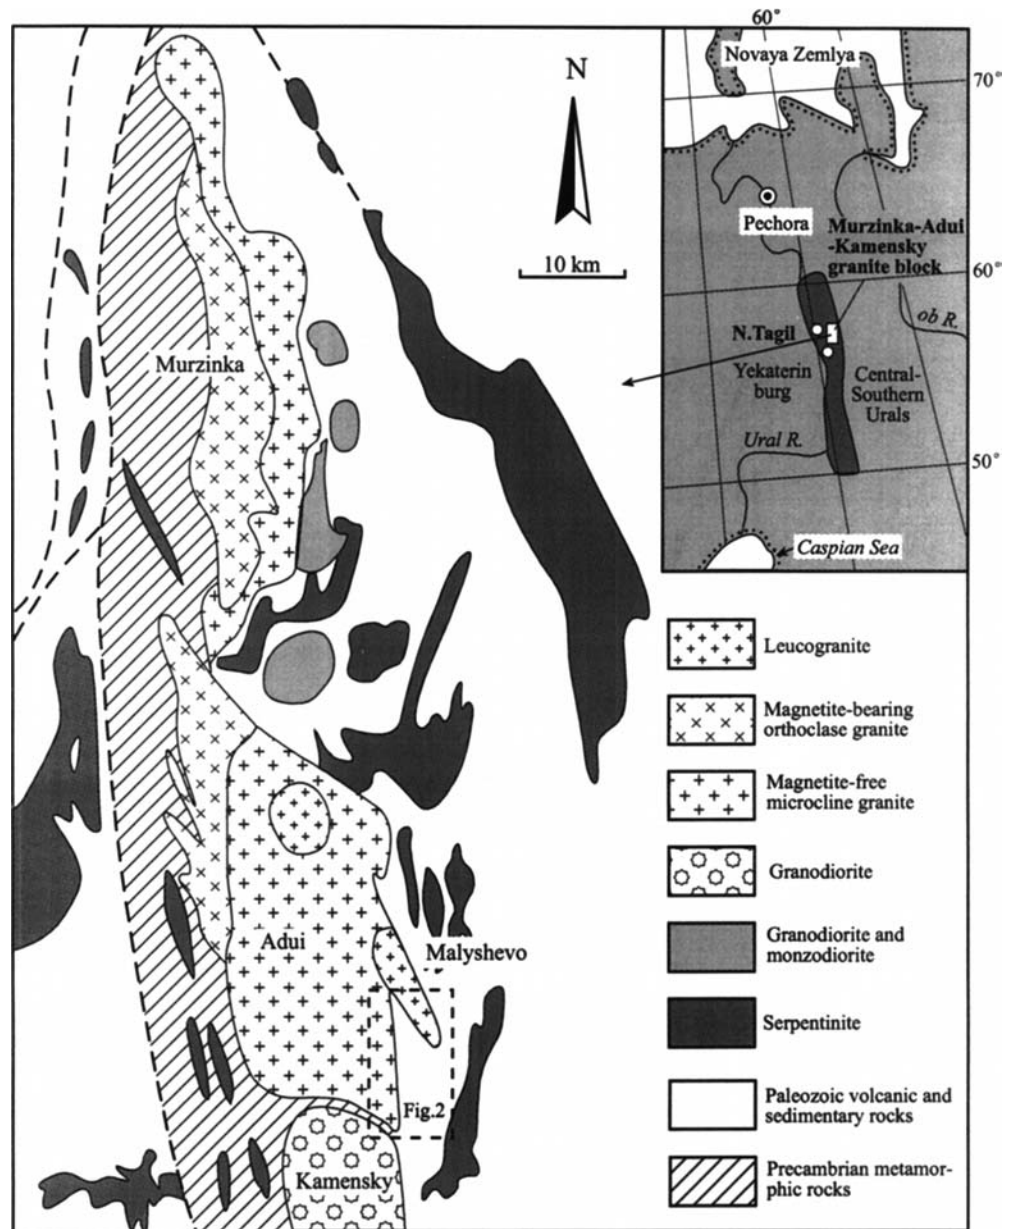 60°
Novaya Zemlya
70°
N
Pechora
Murzinka-Adui
-Kamensky
granite block
10 km
60°
ob R.
N.Tagil
1
Murzinka
Yekaterin
burg
Central-
Southern
Urals
Ural R.
50°
Caspian Sea
Leucogranite
Magnetite-bearing
orthoclase granite
Magnetite-free
microcline granite
Granodiorite
Adui
Malyshevo
Granodiorite and
monzodiorite
Serpentinite
Fig.2
Paleozoic volcanic and
sedimentary rocks
Kamensky
Precambrian metamor-
phic rocks